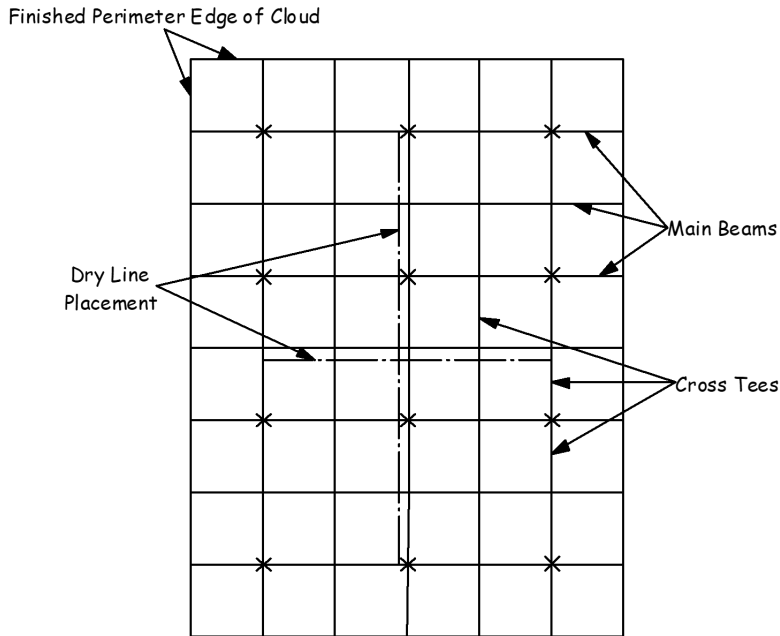 Finished Perimeter Edge of Cloud
Main Beams
Dry Line
Placement
Cross Tees